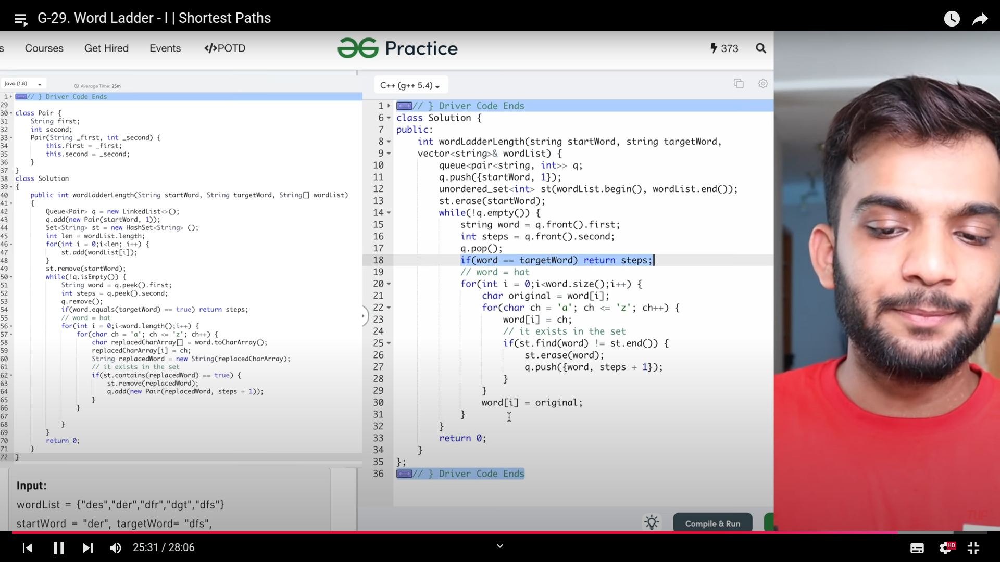 G-29. Word Ladder - I | Shortest Paths
s Courses Get Hired Events </>POTD
Practice
373
Java (1.8)
Average Time: 25m
1 // } Driver Code Ends
29
30 class Pair {
31 String first;
32 int second;
33 Pair(String _first, int _second) {
34 this.first = _first;
35 this.second = _second;
36 }
37 }
38 class Solution
39 {
40 public int wordLadderLength(String startWord, String targetWord, String[] wordList)
41 {
42 Queue<Pair> q = new LinkedList<>();
43 q.add(new Pair(startWord, 1));
44 Set<String> st = new HashSet<String> ();
45 int len = wordList.length;
46 for(int i = 0;i<len; i++) {
47 st.add(wordList[i]);
48 }
49 st.remove(startWord);
50 while(!q.isEmpty()) {
51 String word = q.peek().first;
52 int steps = q.peek().second;
53 q.remove();
54 if(word.equals(targetWord) == true) return steps;
55 // word = hat
56 for(int i = 0;i<word.length();i++) {
57 for(char ch = 'a'; ch <= 'z'; ch++) {
58 char replacedCharArray[] = word.toCharArray();
59 replacedCharArray[i] = ch;
60 String replacedWord = new String(replacedCharArray);
61 // it exists in the set
62 if(st.contains(replacedWord) == true) {
63 st.remove(replacedWord);
64 q.add(new Pair(replacedWord, steps + 1));
65 }
66 }
67
68 }
69 }
70 return 0;
71 }
72 }
Input:
wordList = {"des","der","dfr","dgt","dfs"}
startWord = "der", targetWord= "dfs",
C++ (g++ 5.4)
1 // } Driver Code Ends
6 class Solution {
7 public:
8 int wordLadderLength(string startWord, string targetWord,
9 vector<string>& wordList) {
10 queue<pair<string, int>> q;
11 q.push({startWord, 1});
12 unordered_set<int> st(wordList.begin(), wordList.end());
13 st.erase(startWord);
14 while(!q.empty()) {
15 string word = q.front().first;
16 int steps = q.front().second;
17 q.pop();
18 if(word == targetWord) return steps;
19 // word = hat
20 for(int i = 0;i<word.size();i++) {
21 char original = word[i];
22 for(char ch = 'a'; ch <= 'z'; ch++) {
23 word[i] = ch;
24 // it exists in the set
25 if(st.find(word) != st.end()) {
26 st.erase(word);
27 q.push({word, steps + 1});
28 }
29 }
30 word[i] = original;
31 }
32 }
33 return 0;
34 }
35 };
36 // } Driver Code Ends
Compile & Run
TUF
25:31 / 28:06
HD